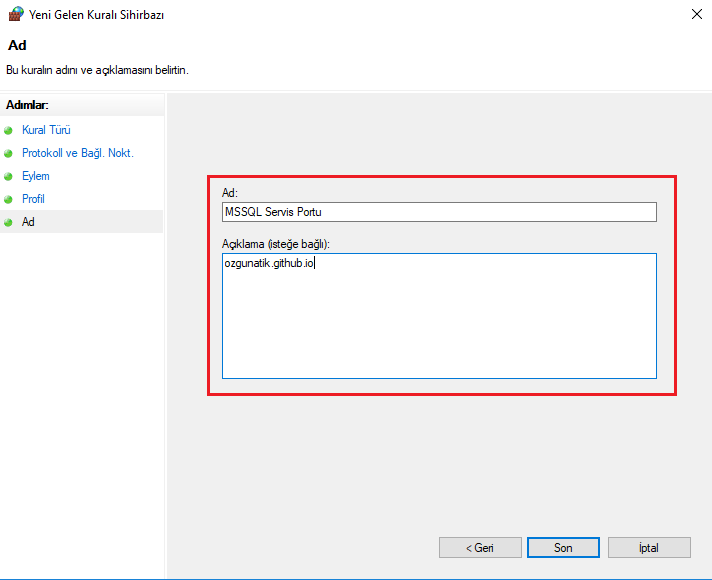 Yeni Gelen Kuralı Sihirbazı
Ad
Bu kuralın adını ve açıklamasını belirtin.
Adımlar:
Kural Türü
Protokoll ve Bağl. Nokt.
Eylem
Profil
Ad
Ad:
MSSQL Servis Portu
Açıklama (isteğe bağlı):
ozgunatik.github.io
< Geri
Son
İptal